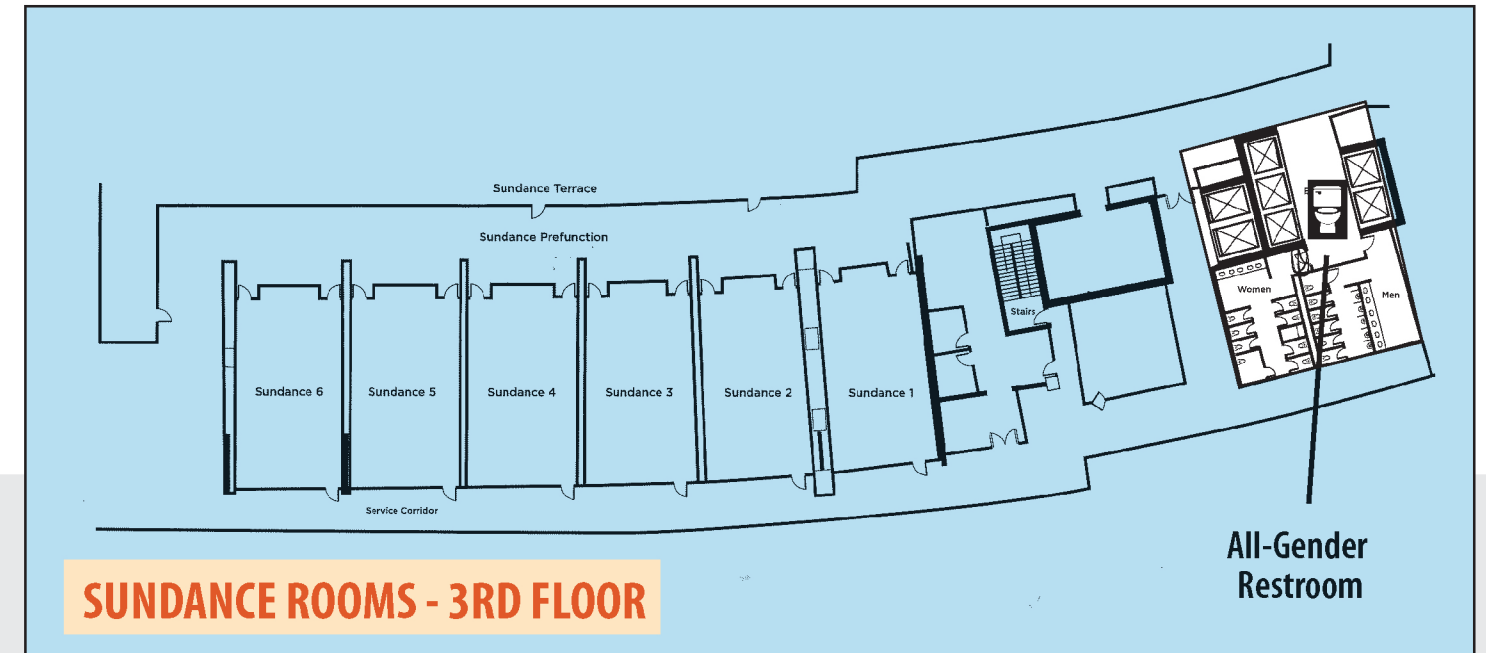 Sundance Terrace
Sundance Prefunction
Women
Men
Stairs
Sundance 6
Sundance 5
Sundance 4
Sundance 3
Sundance 2
Sundance 1
Service Corridor
All-Gender
Restroom
SUNDANCE ROOMS - 3RD FLOOR